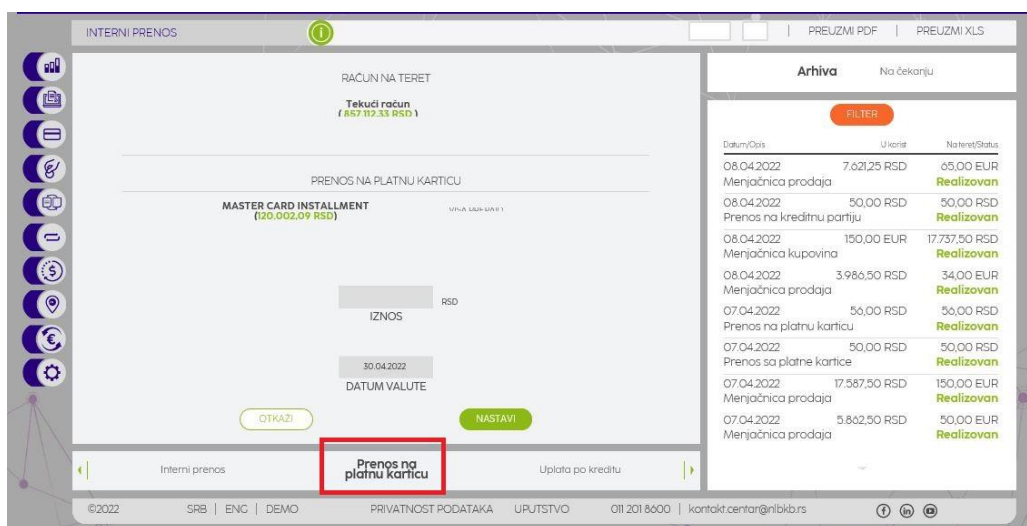 INTERNI PRENOS
PREUZMI PDF | PREUZMI XLS
RAČUN NA TERET
Tekući račun
(857.112,33 RSD)
PRENOS NA PLATNU KARTICU
MASTER CARD INSTALLMENT
(120.002,09 RSD)
RSD
IZNOS
30.04.2022
DATUM VALUTE
OTKAŽI
NASTAVI
Interni prenos
Prenos na
platnu karticu
Uplata po kreditu
Arhiva Na čekanju
FILTER
Datum/Opis U korist Na teret/Status
08.04.2022 7.621,25 RSD 65,00 EUR
Menjačnica prodaja Realizovan
08.04.2022 50,00 RSD 50,00 RSD
Prenos na kreditnu partiju Realizovan
08.04.2022 150,00 EUR 17.737,50 RSD
Menjačnica kupovina Realizovan
08.04.2022 3.986,50 RSD 34,00 EUR
Menjačnica prodaja Realizovan
07.04.2022 56,00 RSD 56,00 RSD
Prenos na platnu karticu Realizovan
07.04.2022 50,00 RSD 50,00 RSD
Prenos sa platne kartice Realizovan
07.04.2022 17.587,50 RSD 150,00 EUR
Menjačnica prodaja Realizovan
07.04.2022 5.862,50 RSD 50,00 EUR
Menjačnica prodaja Realizovan
©2022 SRB | ENG | DEMO PRIVATNOST PODATAKA UPUTSTVO 011 201 8600 | kontakt.centar@nlbkb.rs